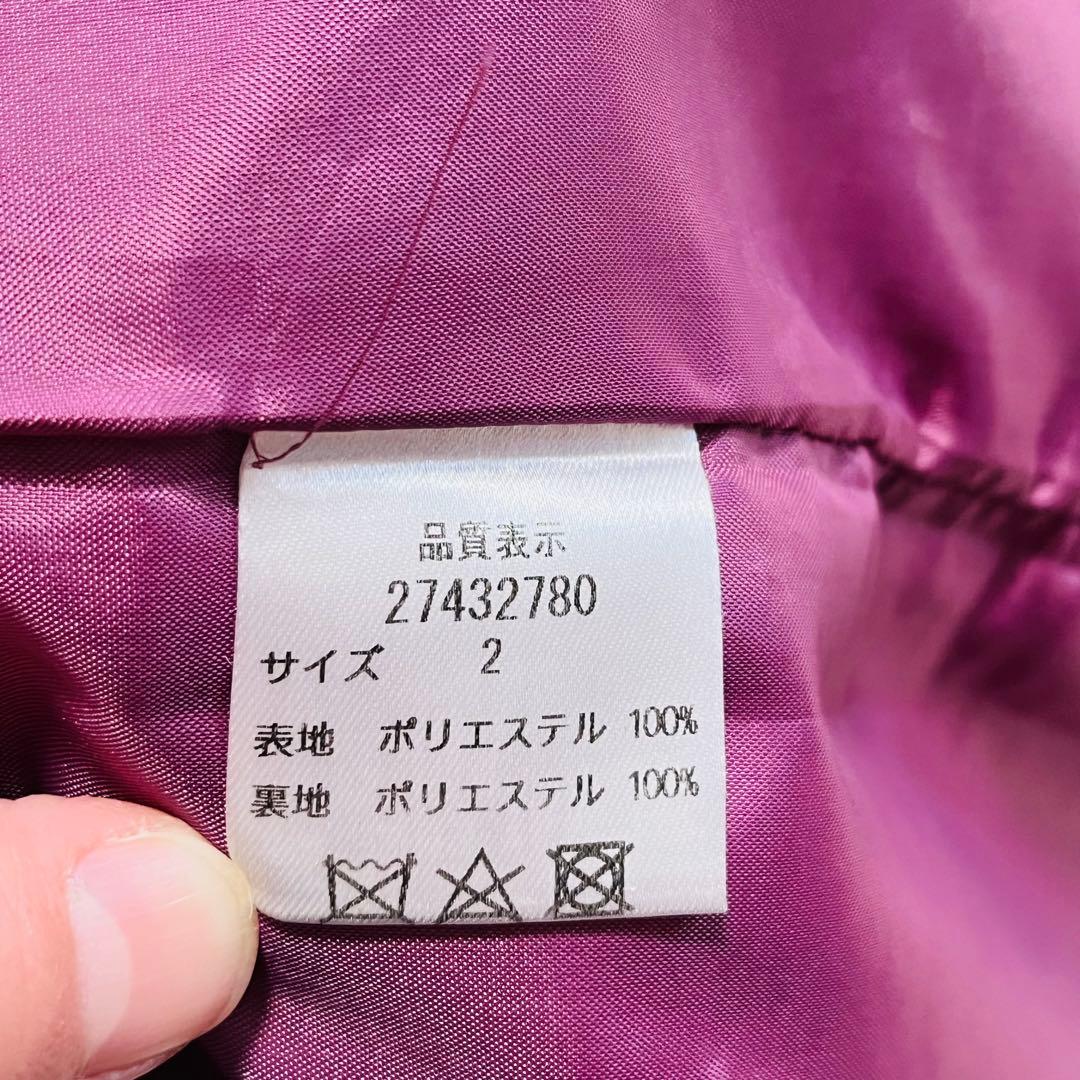 品質表示
27432780
サイズ 2
表地 ポリエステル 100%
裏地 ポリエステル 100%